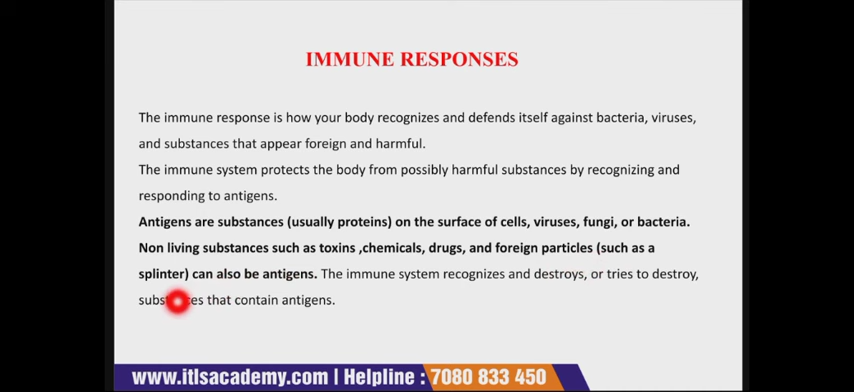 IMMUNE RESPONSES
The immune response is how your body recognizes and defends itself against bacteria, viruses,
and substances that appear foreign and harmful.
The immune system protects the body from possibly harmful substances by recognizing and
responding to antigens.
Antigens are substances (usually proteins) on the surface of cells, viruses, fungi, or bacteria.
Non living substances such as toxins ,chemicals, drugs, and foreign particles (such as a
splinter) can also be antigens. The immune system recognizes and destroys, or tries to destroy,
substances that contain antigens.
www.itlsacademy.com | Helpline : 7080 833 450